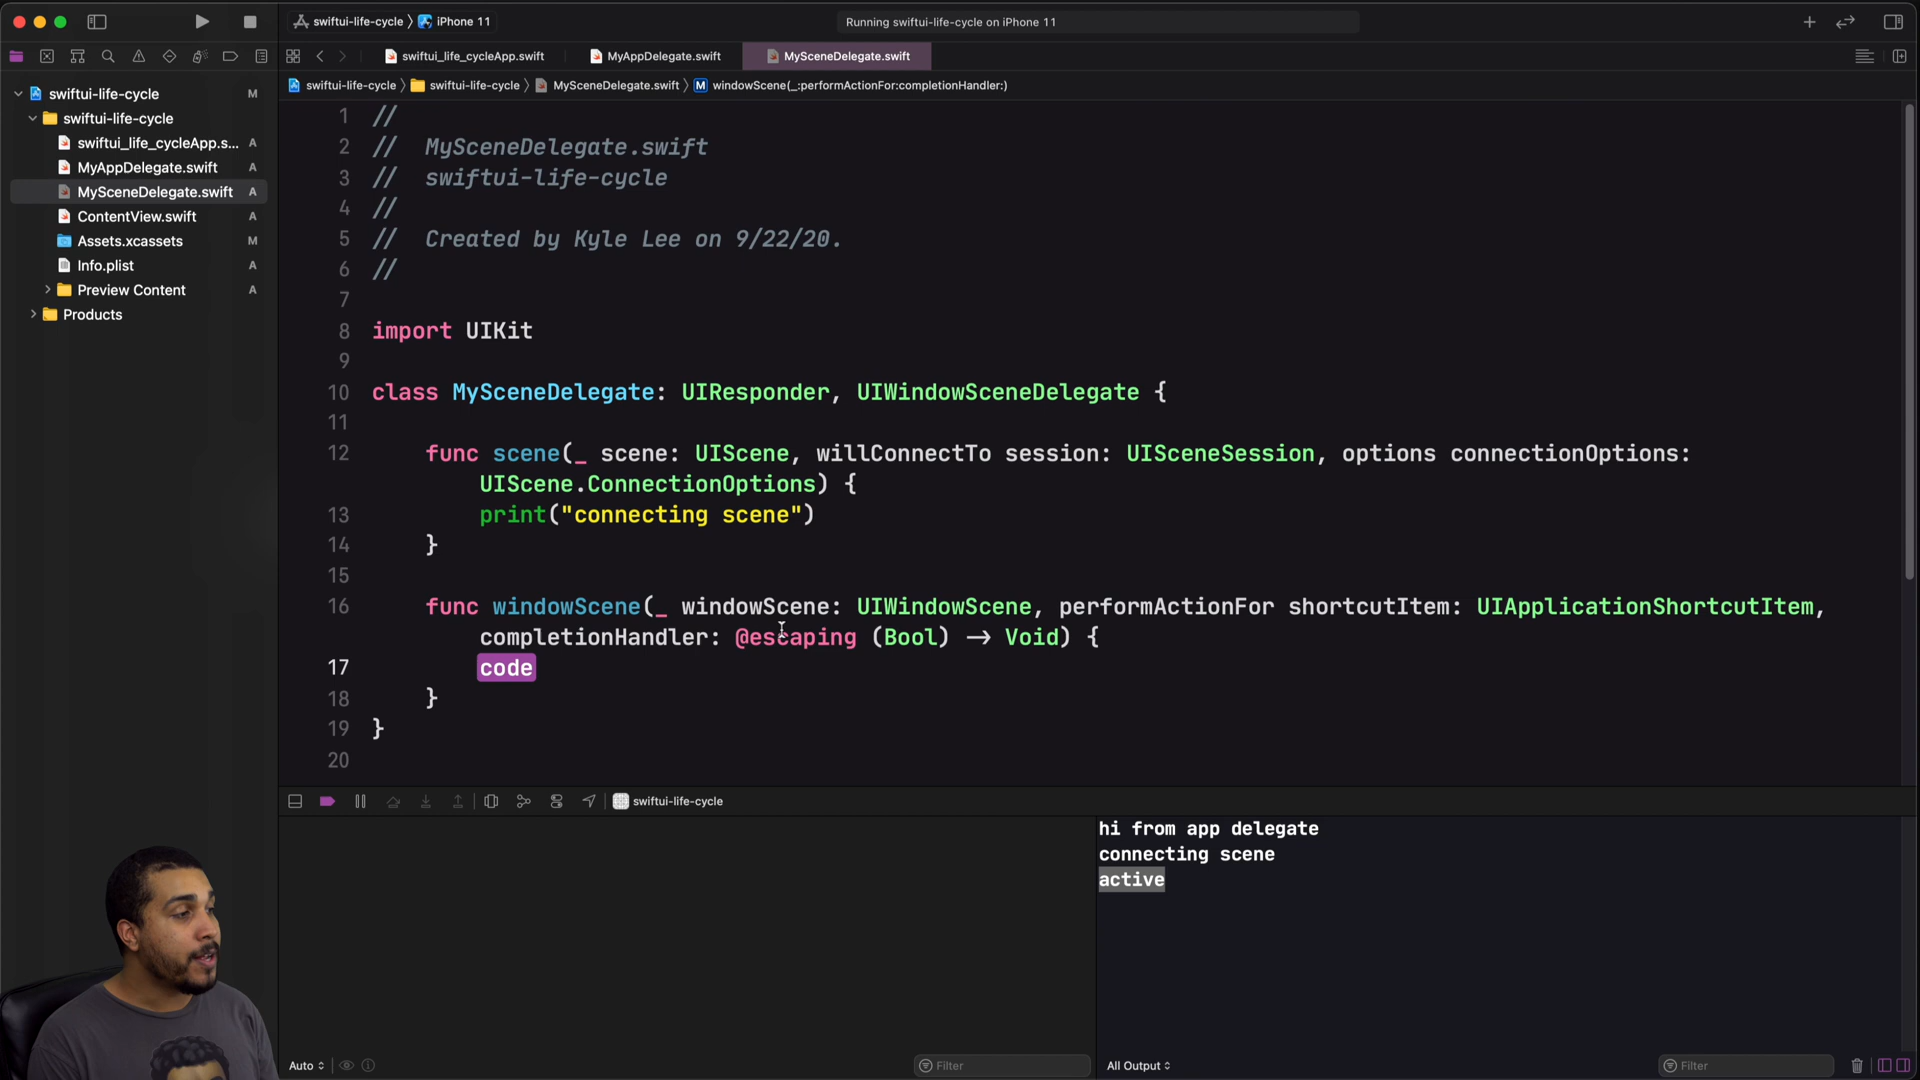 swiftui-life-cycle
iPhone 11
Running swiftui-life-cycle on iPhone 11
swiftui_life_cycleApp.swift
MyAppDelegate.swift
MySceneDelegate.swift
swiftui-life-cycle
swiftui-life-cycle
MySceneDelegate.swift
M
windowScene(_:performActionFor:completionHandler:)
swiftui-life-cycle M
swiftui-life-cycle
swiftui_life_cycleApp.s... A
MyAppDelegate.swift A
MySceneDelegate.swift A
ContentView.swift A
Assets.xcassets M
Info.plist A
Preview Content A
Products
1 //
2 // MySceneDelegate.swift
3 // swiftui-life-cycle
4 //
5 // Created by Kyle Lee on 9/22/20.
6 //
7
8 import UIKit
9
10 class MySceneDelegate: UIResponder, UIWindowSceneDelegate {
11
12 func scene(_ scene: UIScene, willConnectTo session: UISceneSession, options connectionOptions:
UIScene.ConnectionOptions) {
13 print("connecting scene")
14 }
15
16 func windowScene(_ windowScene: UIWindowScene, performActionFor shortcutItem: UIApplicationShortcutItem,
completionHandler: @escaping (Bool) -> Void) {
17 code
18 }
19 }
20
swiftui-life-cycle
hi from app delegate
connecting scene
active
Auto
Filter
All Output
Filter